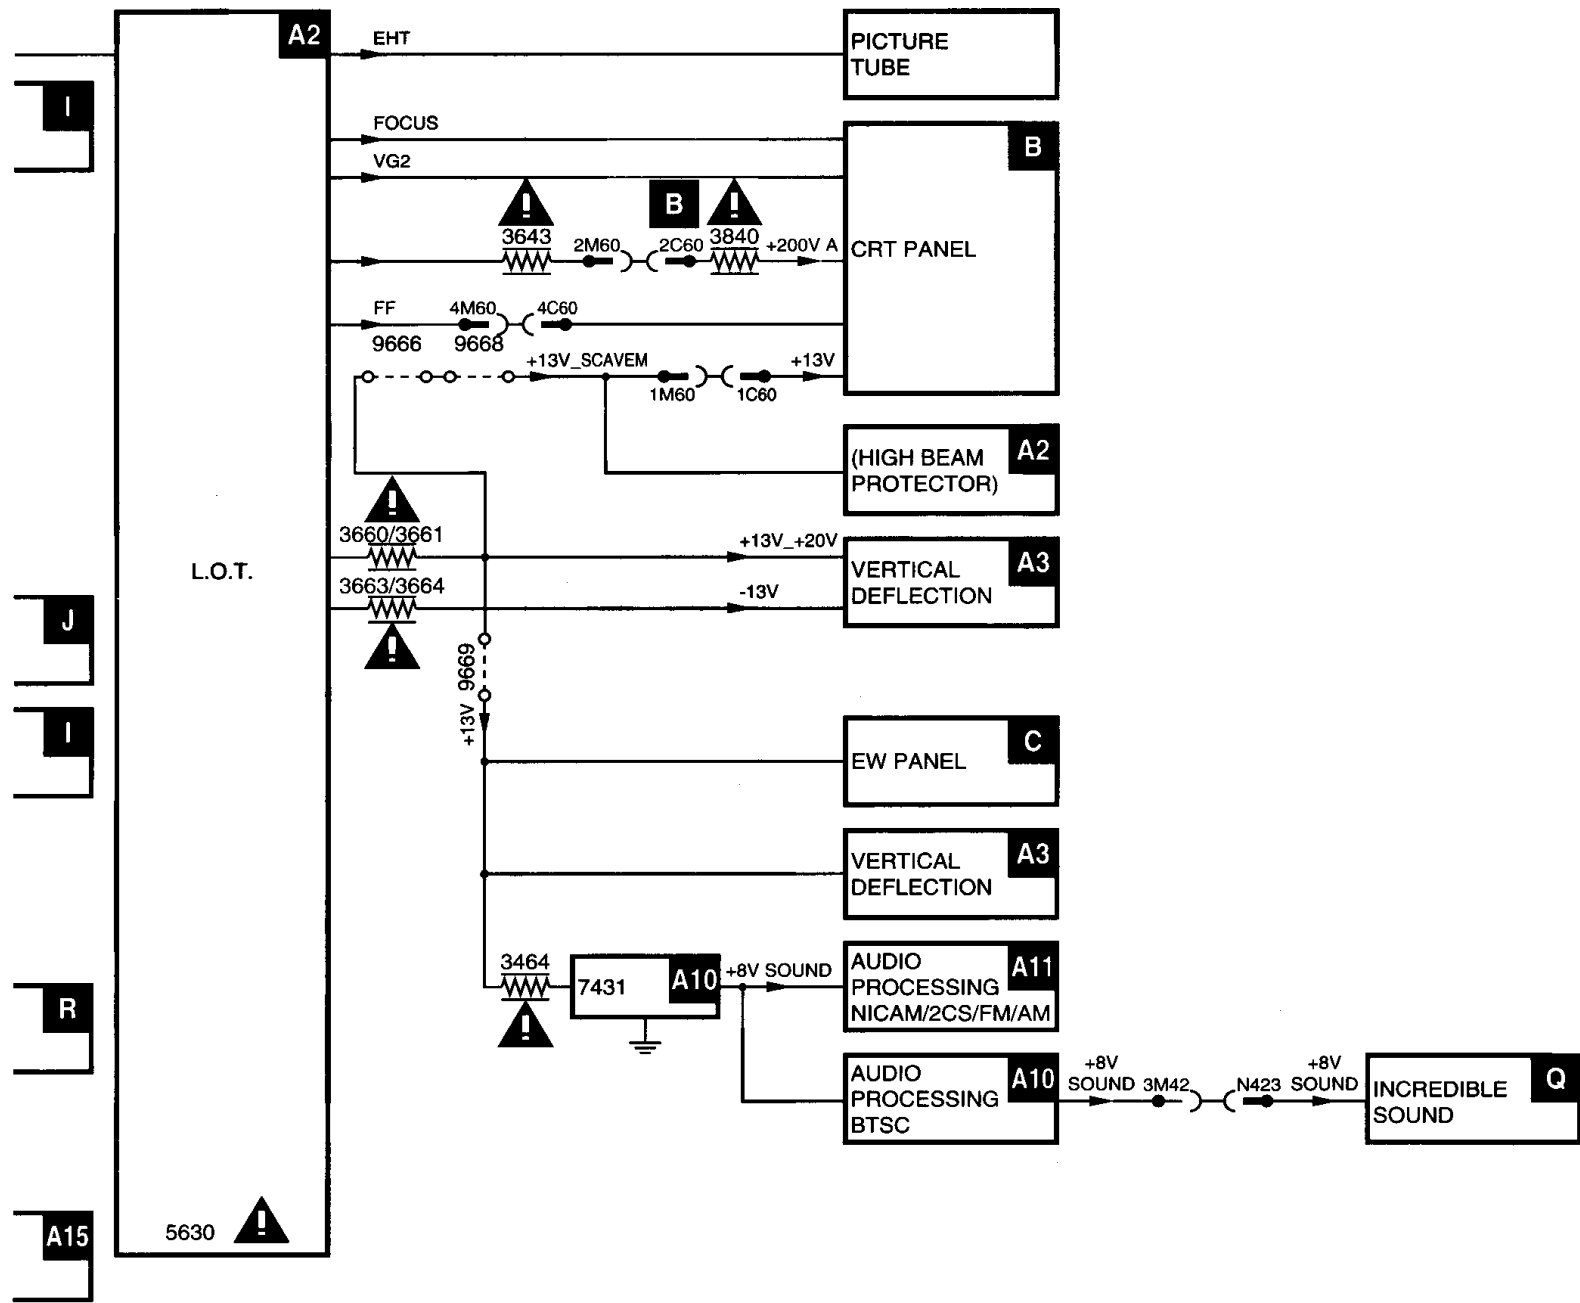 A2
EHT
PICTURE
TUBE
I
FOCUS
B
VG2
B
3643
2M60
2C60
3840
+200V A
CRT PANEL
FF
4M60
4C60
9666
9668
+13V_SCAVEM
+13V
1M60
1C60
(HIGH BEAM
PROTECTOR)
A2
3660/3661
+13V_+20V
L.O.T.
VERTICAL
DEFLECTION
A3
3663/3664
-13V
J
9669
+13V
I
EW PANEL
C
VERTICAL
DEFLECTION
A3
3464
7431
A10
+8V SOUND
AUDIO
PROCESSING
NICAM/2CS/FM/AM
A11
R
AUDIO
PROCESSING
BTSC
A10
+8V
SOUND
3M42
N423
+8V
SOUND
INCREDIBLE
SOUND
Q
5630
A15